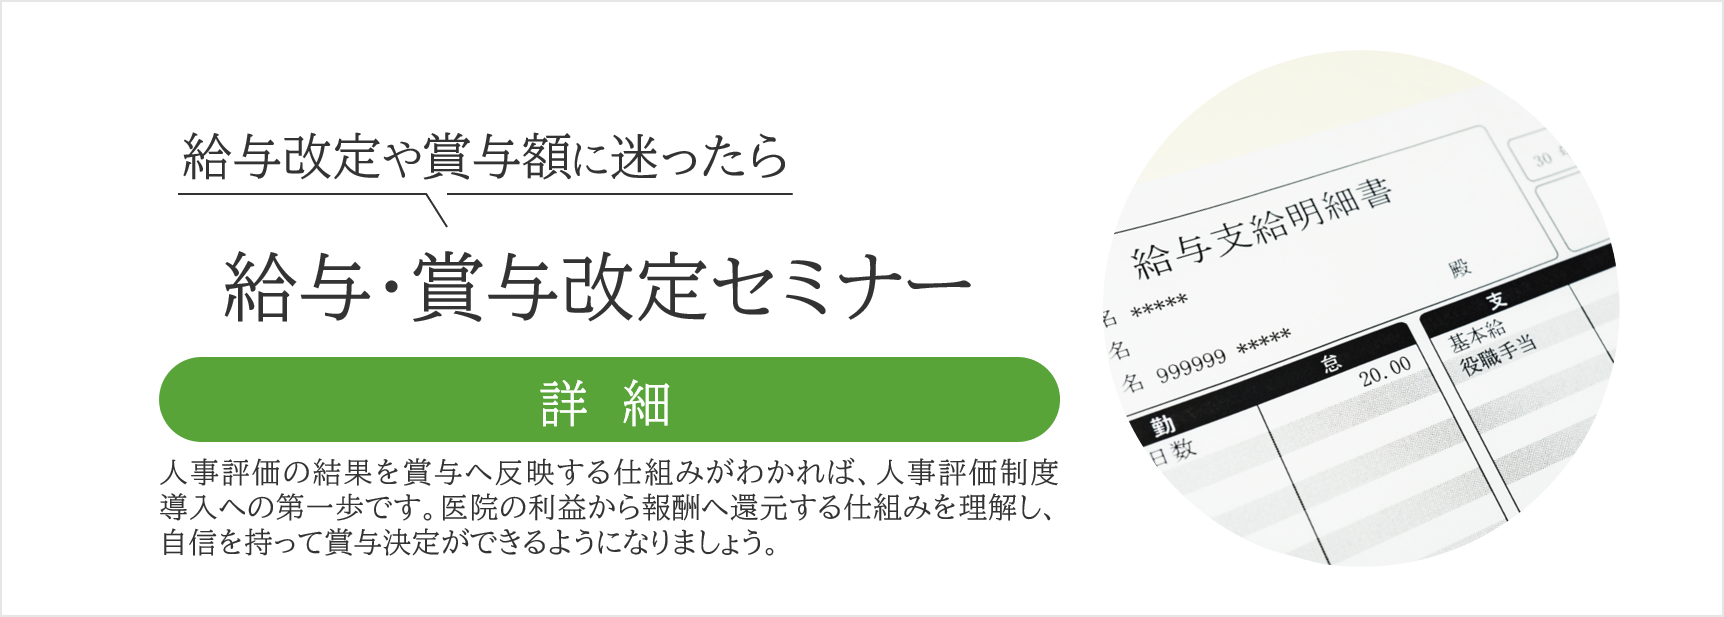 給与改定や賞与額に迷ったら
給与・賞与改定セミナー
詳 細
人事評価の結果を賞与へ反映する仕組みがわかれば、人事評価制度
導入への第一歩です。医院の利益から報酬へ還元する仕組みを理解し、
自信を持って賞与決定ができるようになりましょう。
30
給与支給明細書
殿
名 *****
名
名 999999 *****
勤 怠
日数 20.00
支
基本給
役職手当